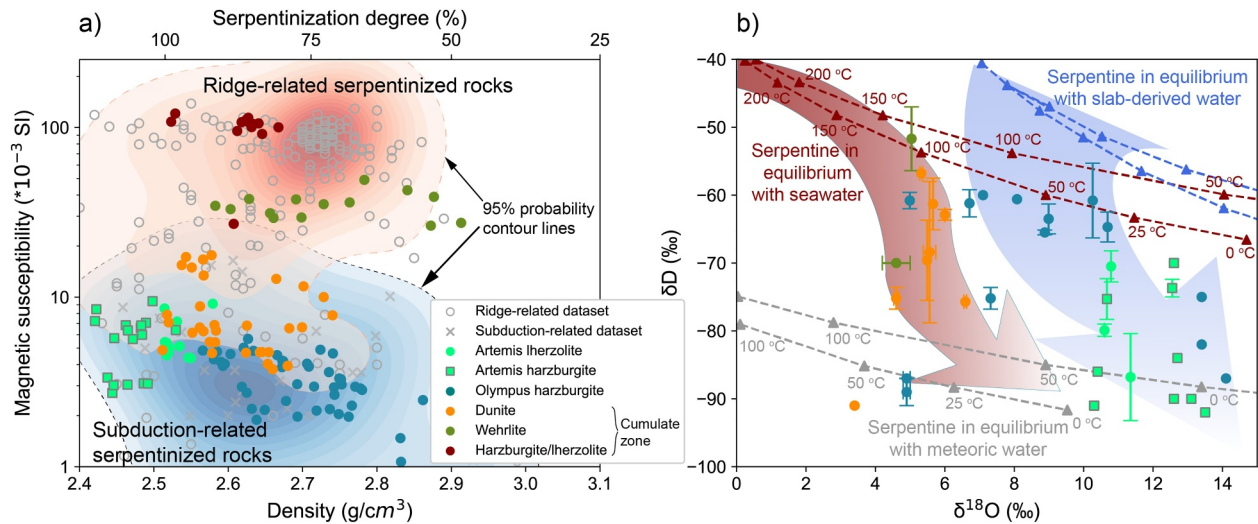 a)
Serpentinization degree (%)
100 75 50 25
Ridge-related serpentinized rocks
95% probability
contour lines
Subduction-related
serpentinized rocks
Magnetic susceptibility (*10⁻³ SI)
100
10
1
2.4 2.5 2.6 2.7 2.8 2.9 3.0 3.1
Density (g/cm³)
Ridge-related dataset
Subduction-related dataset
Artemis lherzolite
Artemis harzburgite
Olympus harzburgite
Dunite
Wehrlite
Harzburgite/lherzolite
Cumulate
zone
b)
δD (‰)
−40
−50
−60
−70
−80
−90
−100
0 2 4 6 8 10 12 14
δ¹⁸O (‰)
Serpentine in equilibrium
with slab-derived water
Serpentine in
equilibrium
with seawater
Serpentine in equilibrium
with meteoric water
200 °C
150 °C
100 °C
50 °C
0 °C
200 °C
150 °C
100 °C
50 °C
25 °C
0 °C
100 °C
50 °C
0 °C
100 °C
50 °C
25 °C
0 °C